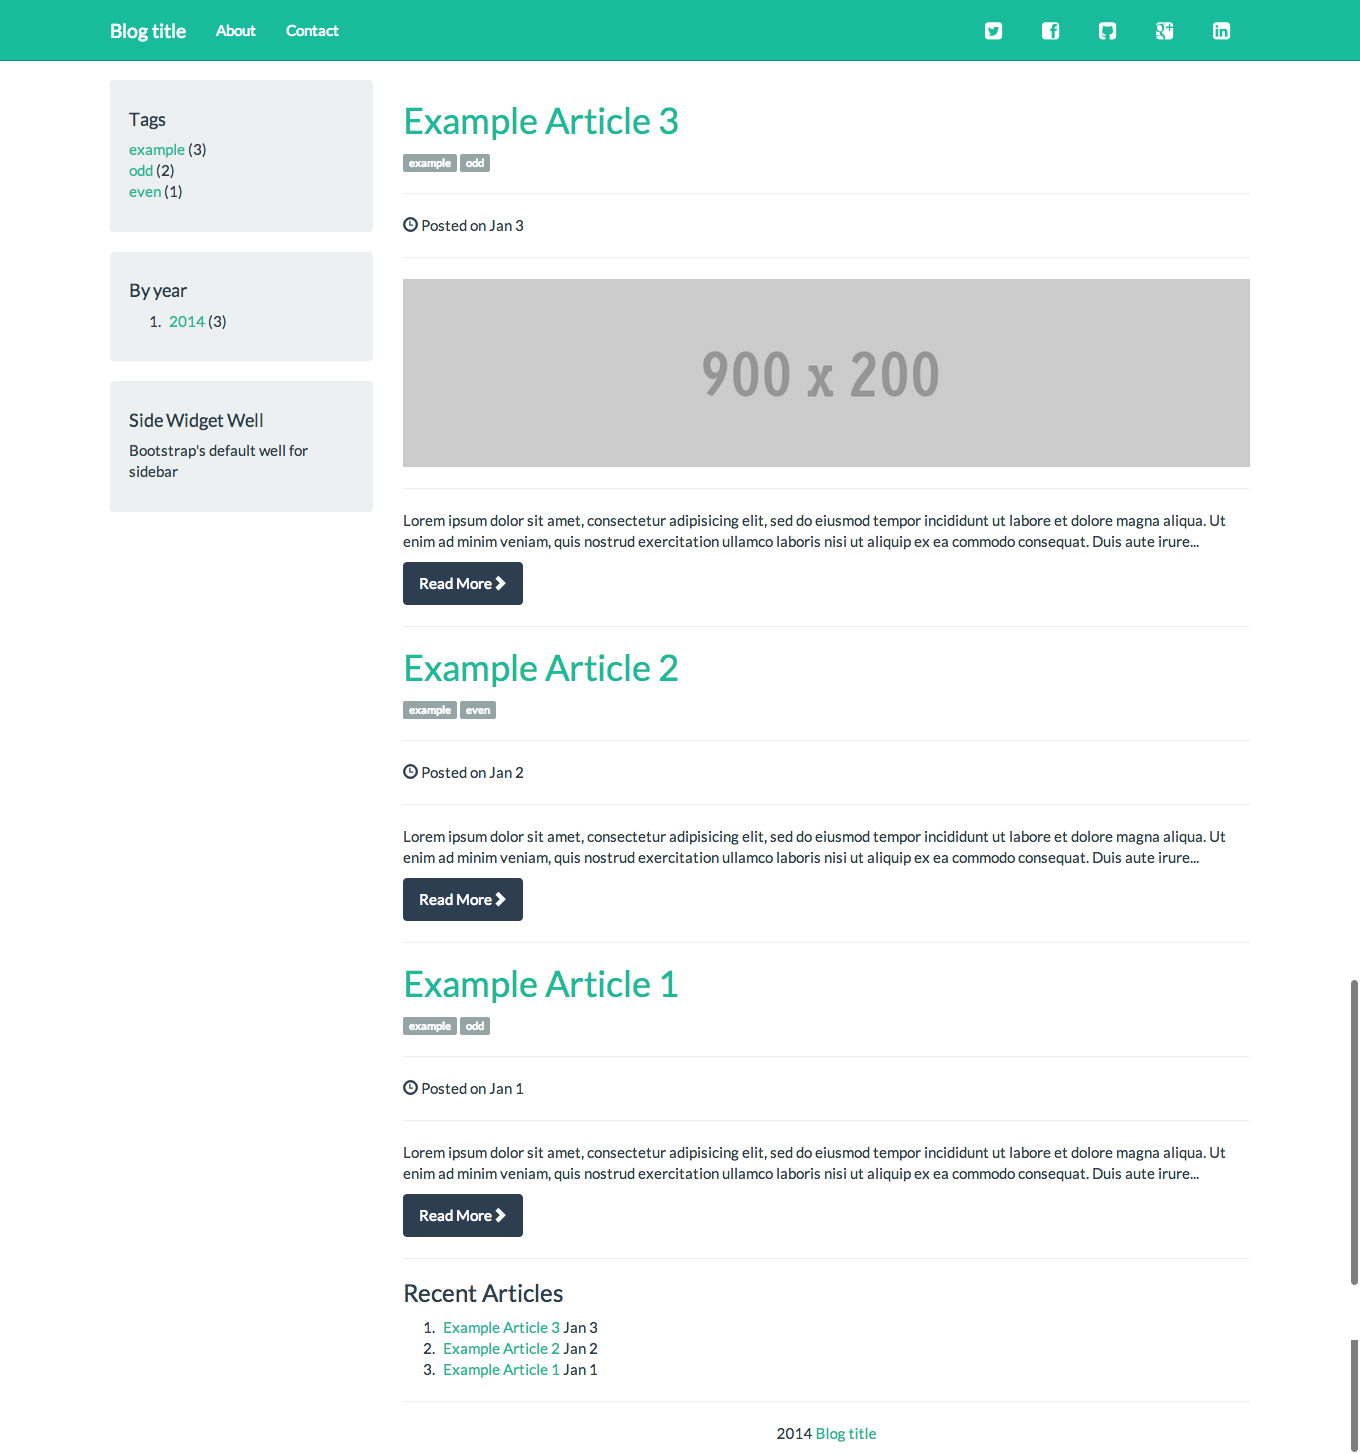 Blog title About Contact
Tags
example (3)
odd (2)
even (1)
By year
1. 2014 (3)
Side Widget Well
Bootstrap's default well for
sidebar
Example Article 3
example odd
Posted on Jan 3
900 x 200
Lorem ipsum dolor sit amet, consectetur adipisicing elit, sed do eiusmod tempor incididunt ut labore et dolore magna aliqua. Ut
enim ad minim veniam, quis nostrud exercitation ullamco laboris nisi ut aliquip ex ea commodo consequat. Duis aute irure...
Read More
Example Article 2
example even
Posted on Jan 2
Lorem ipsum dolor sit amet, consectetur adipisicing elit, sed do eiusmod tempor incididunt ut labore et dolore magna aliqua. Ut
enim ad minim veniam, quis nostrud exercitation ullamco laboris nisi ut aliquip ex ea commodo consequat. Duis aute irure...
Read More
Example Article 1
example odd
Posted on Jan 1
Lorem ipsum dolor sit amet, consectetur adipisicing elit, sed do eiusmod tempor incididunt ut labore et dolore magna aliqua. Ut
enim ad minim veniam, quis nostrud exercitation ullamco laboris nisi ut aliquip ex ea commodo consequat. Duis aute irure...
Read More
Recent Articles
1. Example Article 3 Jan 3
2. Example Article 2 Jan 2
3. Example Article 1 Jan 1
2014 Blog title